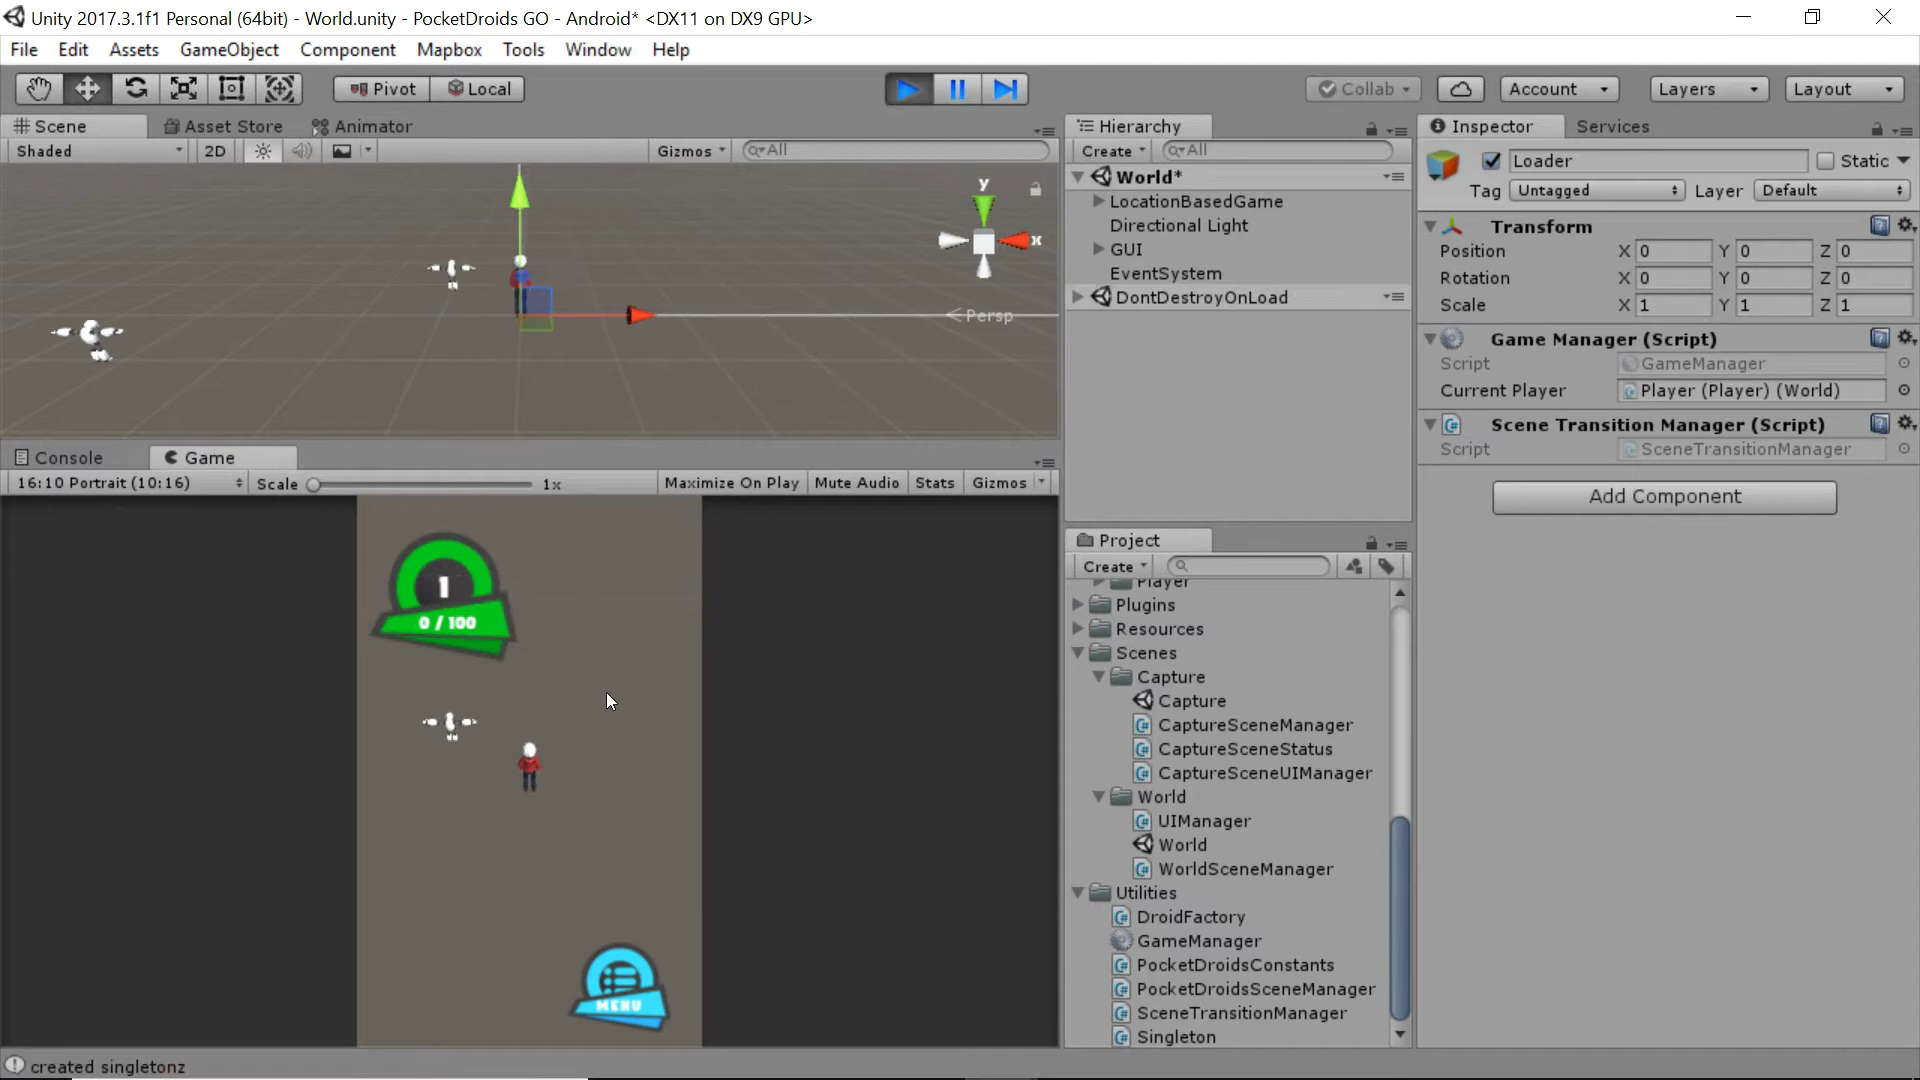 Unity 2017.3.1f1 Personal (64bit) - World.unity - PocketDroids GO - Android* <DX11 on DX9 GPU>
File Edit Assets GameObject Component Mapbox Tools Window Help
Pivot Local Collab Account Layers Layout
Scene Asset Store Animator
Shaded 2D Gizmos All
y
x
Persp
Console Game
16:10 Portrait (10:16) Scale 1x Maximize On Play Mute Audio Stats Gizmos
1
0 / 100
MENU
created singletonz
Hierarchy
Create All
World*
LocationBasedGame
Directional Light
GUI
EventSystem
DontDestroyOnLoad
Project
Create
Player
Plugins
Resources
Scenes
Capture
Capture
CaptureSceneManager
CaptureSceneStatus
CaptureSceneUIManager
World
UIManager
World
WorldSceneManager
Utilities
DroidFactory
GameManager
PocketDroidsConstants
PocketDroidsSceneManager
SceneTransitionManager
Singleton
Inspector Services
Loader Static
Tag Untagged Layer Default
Transform
Position X 0 Y 0 Z 0
Rotation X 0 Y 0 Z 0
Scale X 1 Y 1 Z 1
Game Manager (Script)
Script GameManager
Current Player Player (Player) (World)
Scene Transition Manager (Script)
Script SceneTransitionManager
Add Component